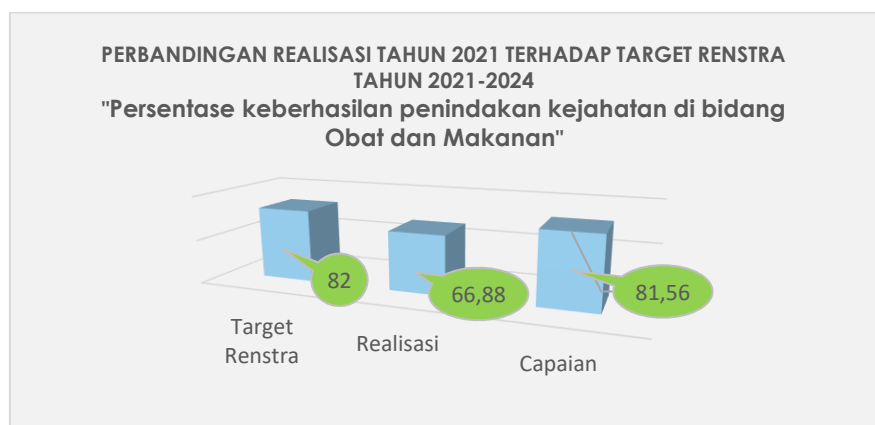 PERBANDINGAN REALISASI TAHUN 2021 TERHADAP TARGET RENSTRA
TAHUN 2021-2024
"Persentase keberhasilan penindakan kejahatan di bidang
Obat dan Makanan"
82
66,88
81,56
Target
Renstra
Realisasi
Capaian